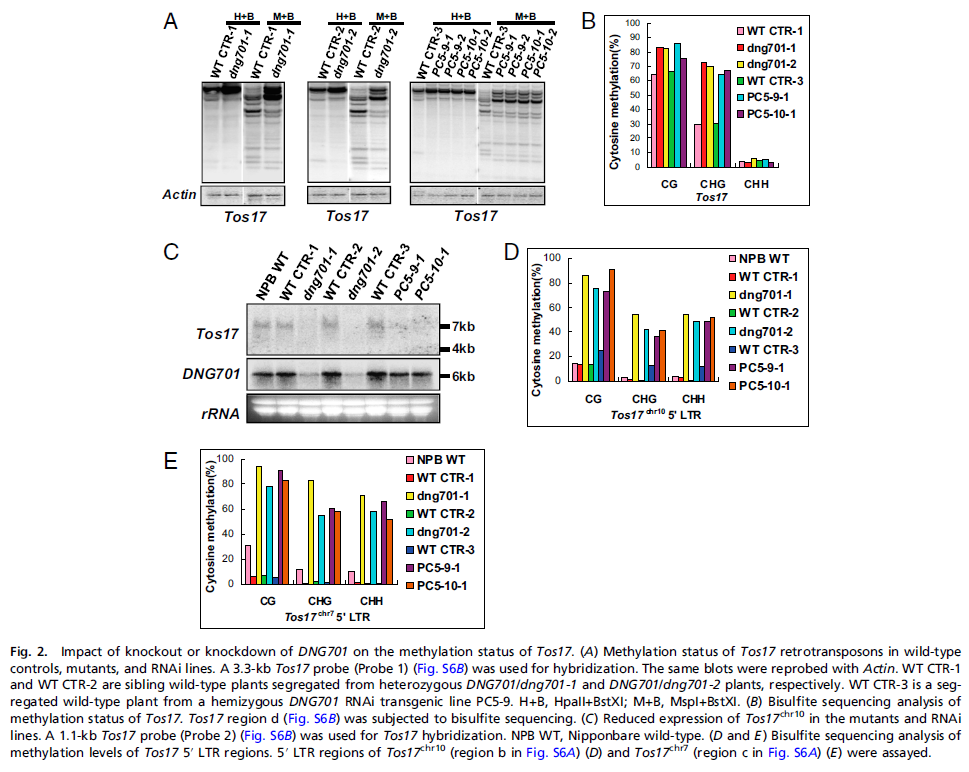 A
H+B M+B
WT CTR-1
dng701-1
WT CTR-1
dng701-1
Actin
Tos17
H+B M+B
WT CTR-2
dng701-2
WT CTR-2
dng701-2
Tos17
H+B M+B
WT CTR-3
PC5-9-1
PC5-9-2
PC5-10-1
PC5-10-2
WT CTR-3
PC5-9-1
PC5-9-2
PC5-10-1
PC5-10-2
Tos17
B
Cytosine methylation(%)
100
90
80
70
60
50
40
30
20
10
0
CG CHG CHH
Tos17
WT CTR-1
dng701-1
dng701-2
WT CTR-3
PC5-9-1
PC5-10-1
C
NPB WT
WT CTR-1
dng701-1
WT CTR-2
dng701-2
WT CTR-3
PC5-9-1
PC5-10-1
Tos17
7kb
4kb
DNG701
6kb
rRNA
D
Cytosine methylation(%)
100
80
60
40
20
0
CG CHG CHH
Tos17 chr10 5' LTR
NPB WT
WT CTR-1
dng701-1
WT CTR-2
dng701-2
WT CTR-3
PC5-9-1
PC5-10-1
E
Cytosine methylation(%)
100
80
60
40
20
0
CG CHG CHH
Tos17 chr7 5' LTR
NPB WT
WT CTR-1
dng701-1
WT CTR-2
dng701-2
WT CTR-3
PC5-9-1
PC5-10-1
Fig. 2. Impact of knockout or knockdown of DNG701 on the methylation status of Tos17. (A) Methylation status of Tos17 retrotransposons in wild-type
controls, mutants, and RNAi lines. A 3.3-kb Tos17 probe (Probe 1) (Fig. S6B) was used for hybridization. The same blots were reprobed with Actin. WT CTR-1
and WT CTR-2 are sibling wild-type plants segregated from heterozygous DNG701/dng701-1 and DNG701/dng701-2 plants, respectively. WT CTR-3 is a seg-
regated wild-type plant from a hemizygous DNG701 RNAi transgenic line PC5-9. H+B, HpaII+BstXI; M+B, MspI+BstXI. (B) Bisulfite sequencing analysis of
methylation status of Tos17. Tos17 region d (Fig. S6B) was subjected to bisulfite sequencing. (C) Reduced expression of Tos17chr10 in the mutants and RNAi
lines. A 1.1-kb Tos17 probe (Probe 2) (Fig. S6B) was used for Tos17 hybridization. NPB WT, Nipponbare wild-type. (D and E) Bisulfite sequencing analysis of
methylation levels of Tos17 5′ LTR regions. 5′ LTR regions of Tos17chr10 (region b in Fig. S6A) (D) and Tos17chr7 (region c in Fig. S6A) (E) were assayed.